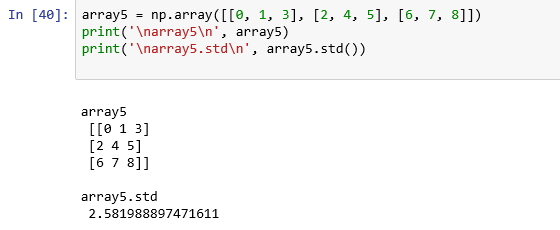 In [40]: array5 = np.array([[0, 1, 3], [2, 4, 5], [6, 7, 8]])
print('\narray5\n', array5)
print('\narray5.std\n', array5.std())
array5
[[0 1 3]
[2 4 5]
[6 7 8]]
array5.std
2.581988897471611